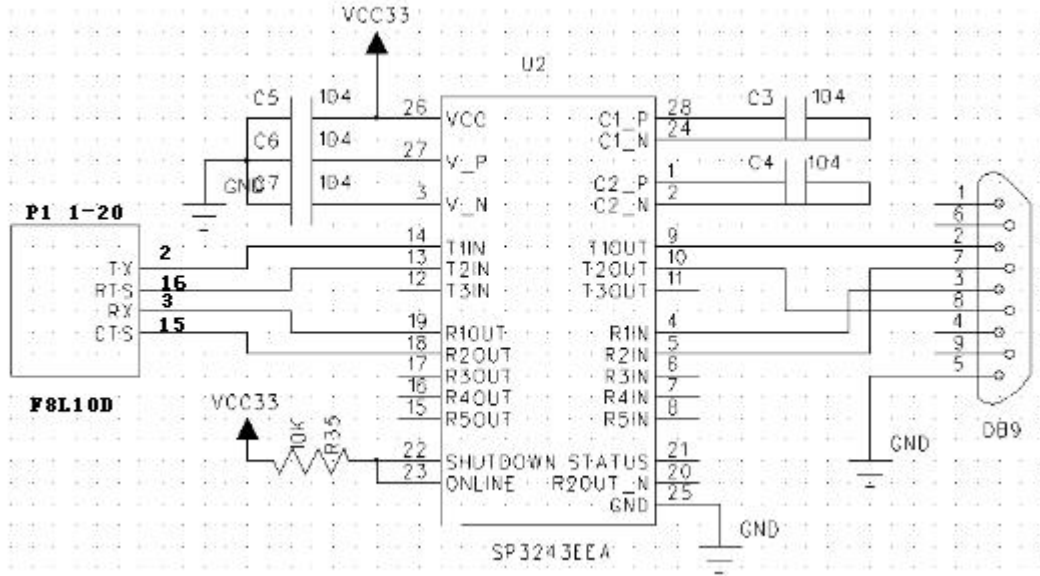 VCC33
U2
C5 104
C6 104
GND C7 104
C3 104
C4 104
26 VCC
27 V_P
3 V_N
14 T1IN
13 T2IN
12 T3IN
19 R1OUT
18 R2OUT
17 R3OUT
16 R4OUT
15 R5OUT
22 SHUTDOWN
23 ONLINE
C1_P 28
C1_N 24
C2_P 1
C2_N 2
T1OUT 9
T2OUT 10
T3OUT 11
R1IN 4
R2IN 5
R3IN 6
R4IN 7
R5IN 8
STATUS 21
R2OUT_N 20
GND 25
SP3243EEA
P1 1-20
TX 2
RTS 16
RX 3
CTS 15
F8L10D
VCC33
10K
R35
1
6
2
7
3
8
4
9
5
DB9
GND
GND